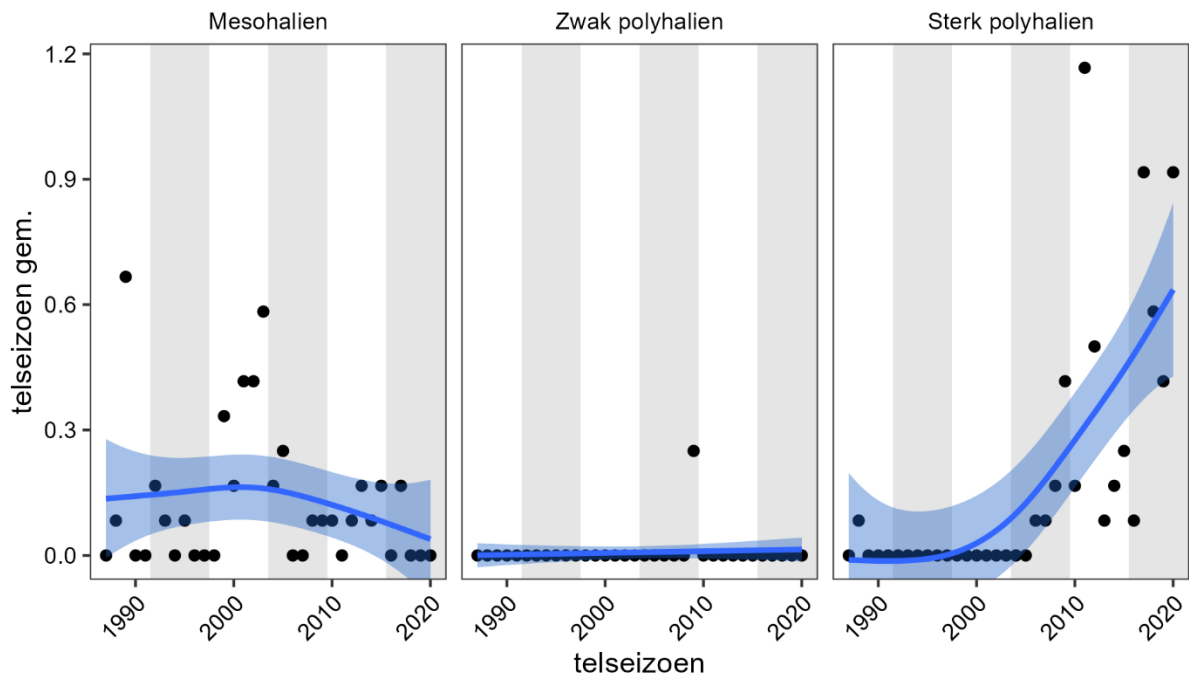 Mesohalien Zwak polyhalien Sterk polyhalien
1.2
0.9
0.6
0.3
0.0
telseizoen gem.
1990 2000 2010 2020 1990 2000 2010 2020 1990 2000 2010 2020
telseizoen